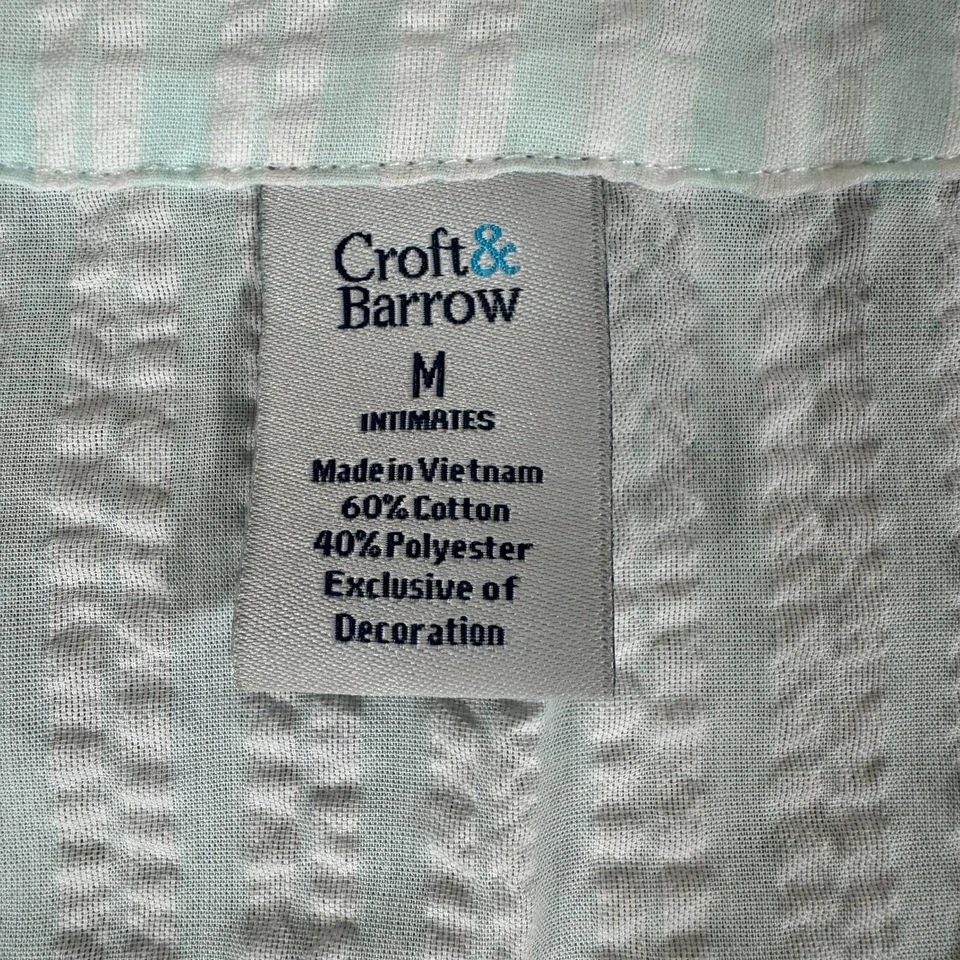 Croft&
Barrow
M
INTIMATES
Made in Vietnam
60% Cotton
40% Polyester
Exclusive of
Decoration